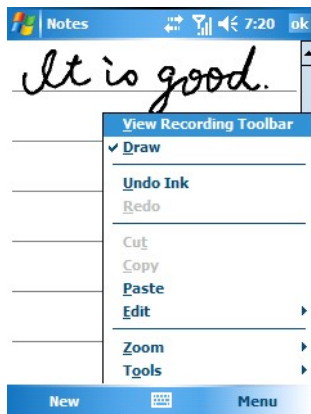 Notes 7:20 ok
It is good.
View Recording Toolbar
Draw
Undo Ink
Redo
Cut
Copy
Paste
Edit
Zoom
Tools
New Menu